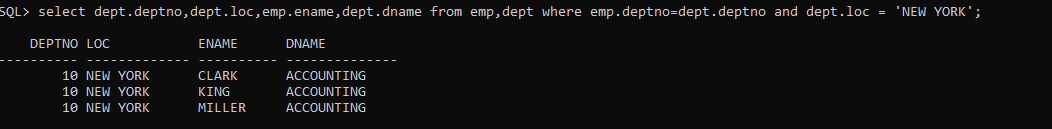 SQL> select dept.deptno,dept.loc,emp.ename,dept.dname from emp,dept where emp.deptno=dept.deptno and dept.loc = 'NEW YORK';
    DEPTNO LOC           ENAME      DNAME
---------- ------------- ---------- --------------
        10 NEW YORK      CLARK      ACCOUNTING
        10 NEW YORK      KING       ACCOUNTING
        10 NEW YORK      MILLER     ACCOUNTING